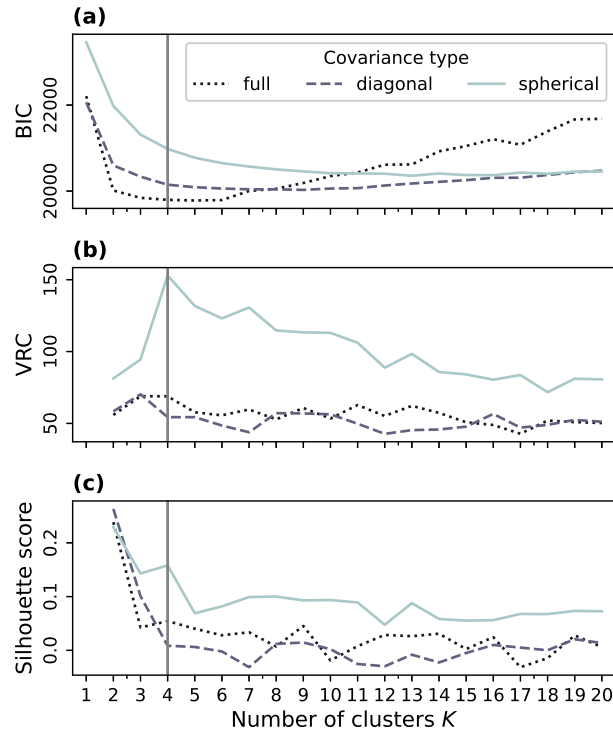 (a)
Covariance type
full
diagonal
spherical
BIC
22000
20000
(b)
VRC
150
100
50
(c)
Silhouette score
0.2
0.1
0.0
1 2 3 4 5 6 7 8 9 10 11 12 13 14 15 16 17 18 19 20
Number of clusters K